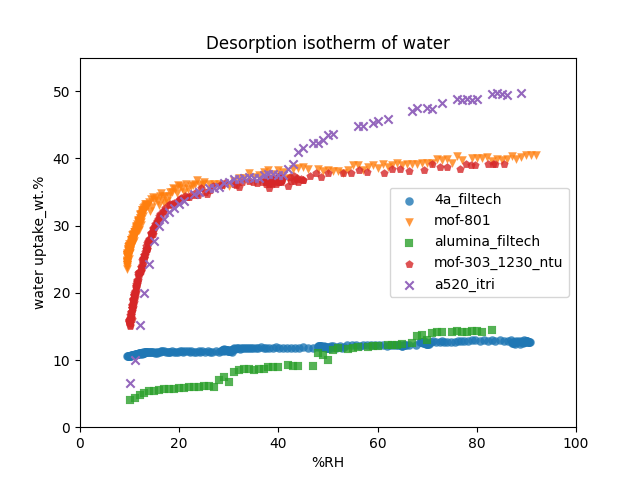 Desorption isotherm of water
water uptake_wt.%
50
40
30
20
10
0
4a_filtech
mof-801
alumina_filtech
mof-303_1230_ntu
a520_itri
0 20 40 60 80 100
%RH